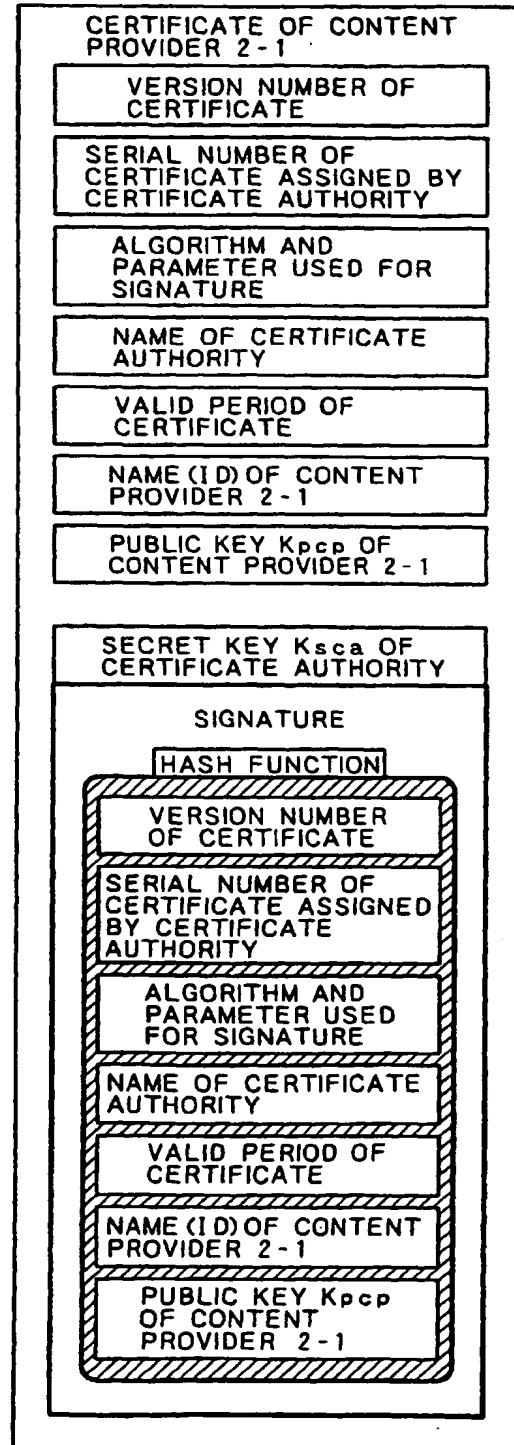 CERTIFICATE OF CONTENT
PROVIDER 2-1
VERSION NUMBER OF
CERTIFICATE
SERIAL NUMBER OF
CERTIFICATE ASSIGNED BY
CERTIFICATE AUTHORITY
ALGORITHM AND
PARAMETER USED FOR
SIGNATURE
NAME OF CERTIFICATE
AUTHORITY
VALID PERIOD OF
CERTIFICATE
NAME (ID) OF CONTENT
PROVIDER 2-1
PUBLIC KEY Kpcp OF
CONTENT PROVIDER 2-1
SECRET KEY Ksca OF
CERTIFICATE AUTHORITY
SIGNATURE
HASH FUNCTION
VERSION NUMBER
OF CERTIFICATE
SERIAL NUMBER OF
CERTIFICATE ASSIGNED
BY CERTIFICATE
AUTHORITY
ALGORITHM AND
PARAMETER USED
FOR SIGNATURE
NAME OF CERTIFICATE
AUTHORITY
VALID PERIOD OF
CERTIFICATE
NAME (ID) OF CONTENT
PROVIDER 2-1
PUBLIC KEY Kpcp
OF CONTENT
PROVIDER 2-1